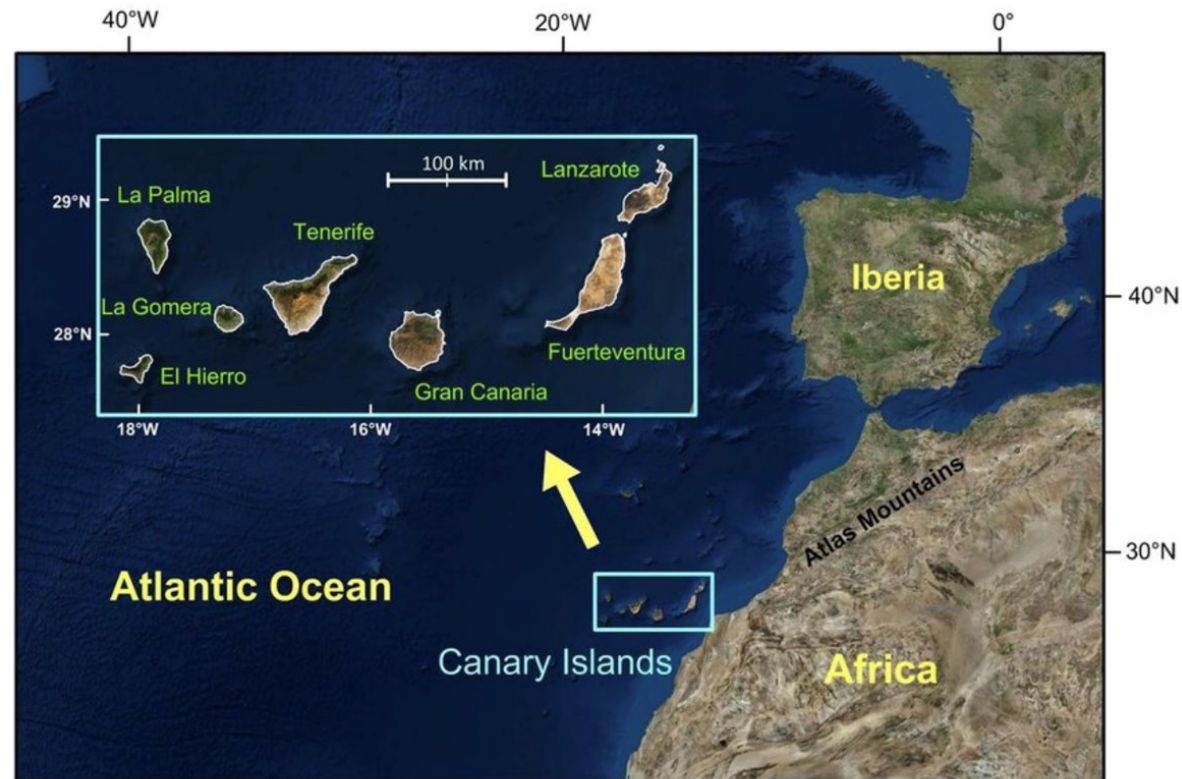 40°W 20°W 0°
100 km
Lanzarote
La Palma
29°N
Tenerife
Iberia
40°N
La Gomera
28°N
Fuerteventura
El Hierro
Gran Canaria
18°W 16°W 14°W
Atlas Mountains
30°N
Atlantic Ocean
Canary Islands
Africa